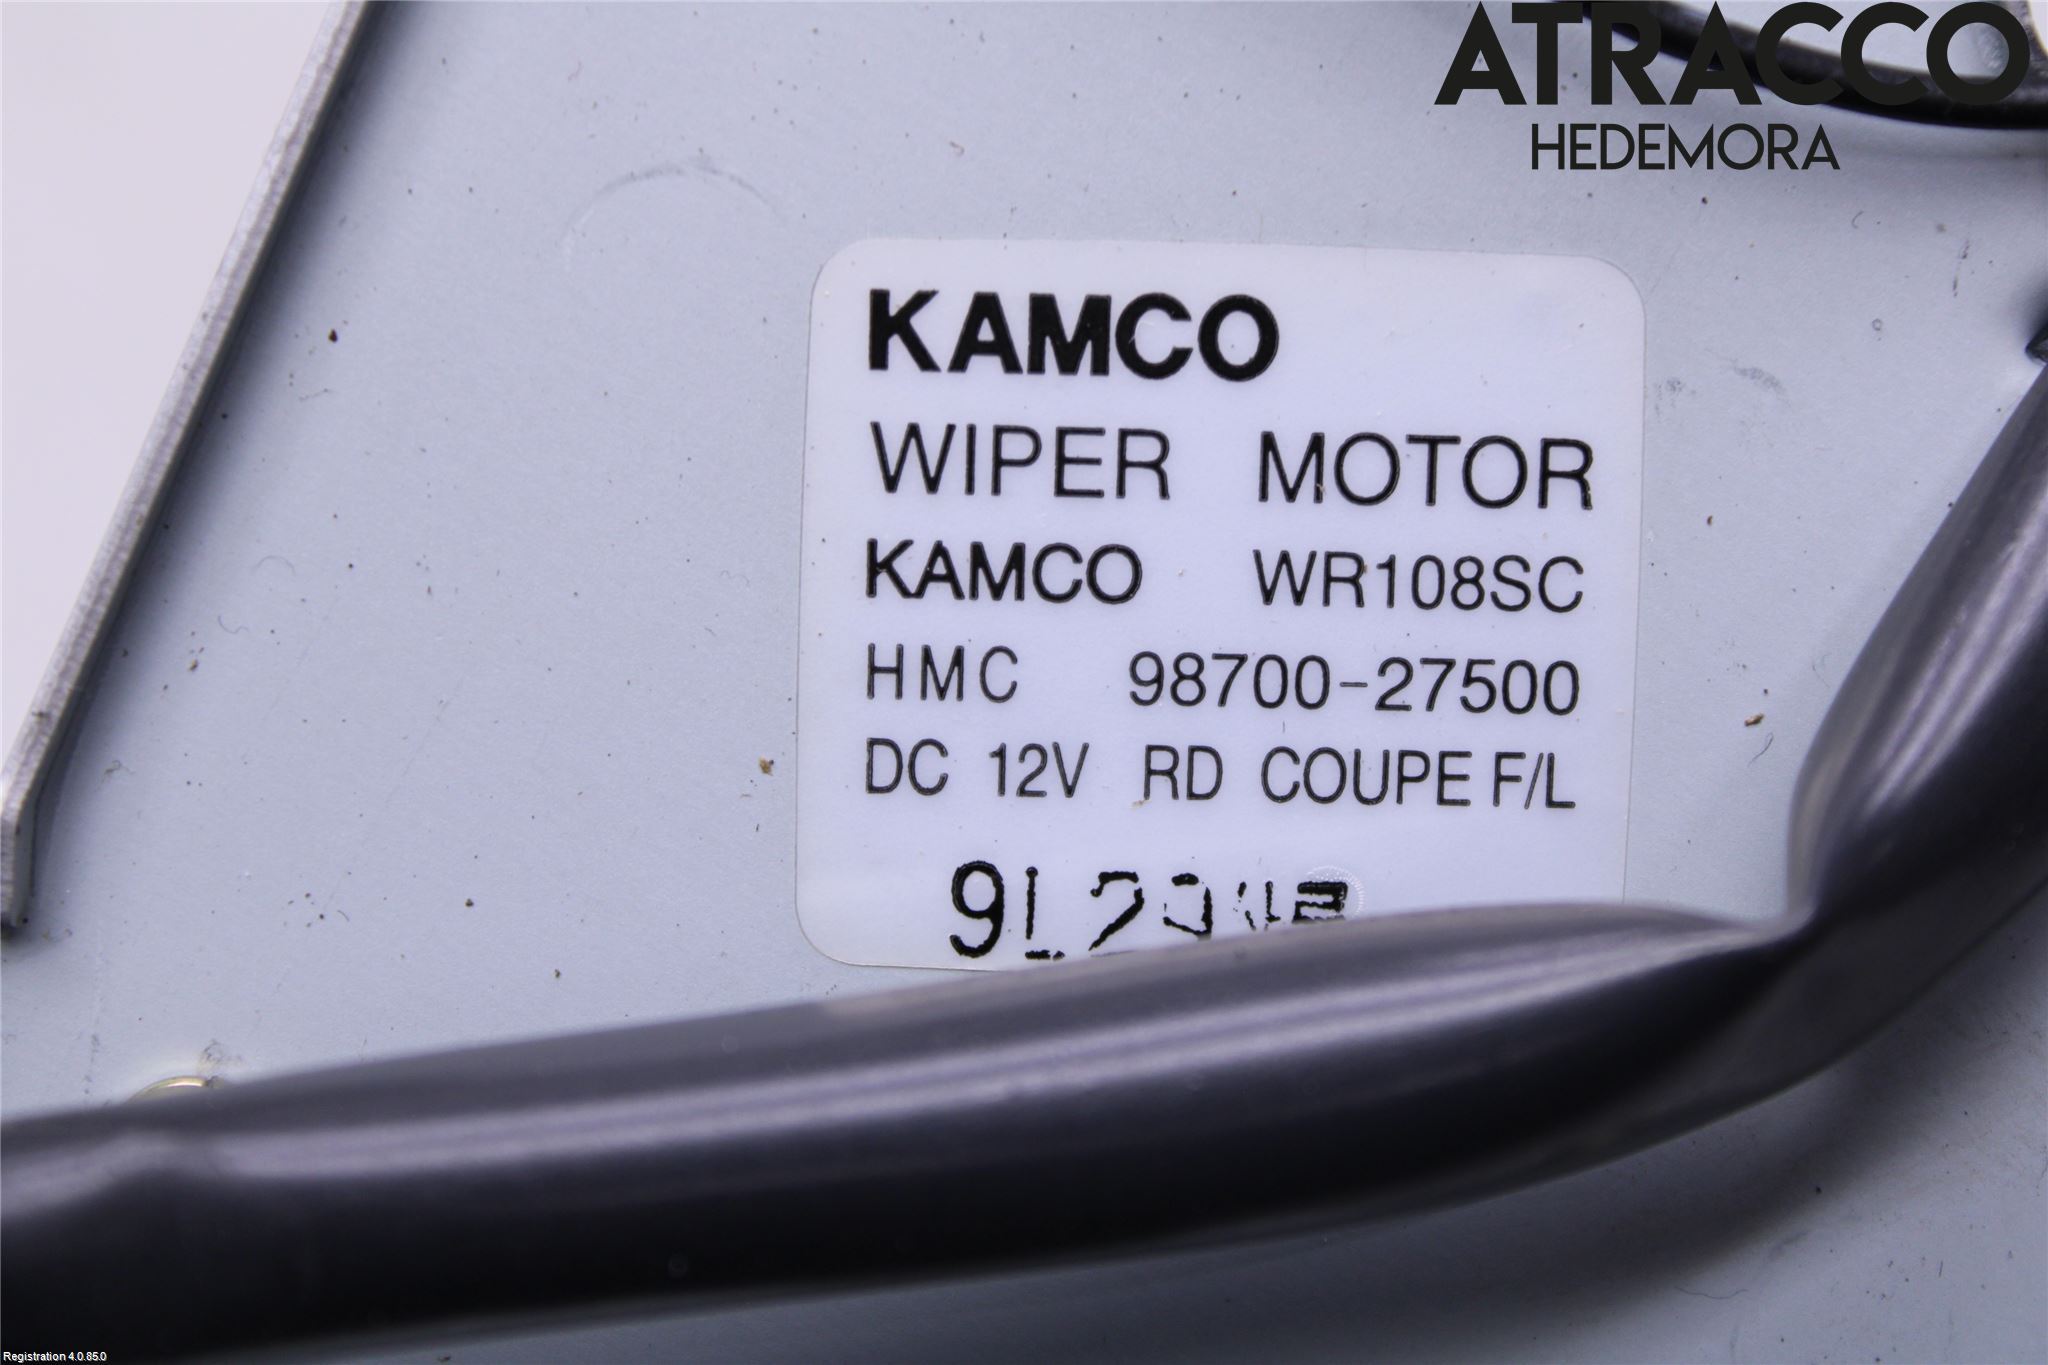 ATRACCO
HEDEMORA
KAMCO
WIPER MOTOR
KAMCO WR108SC
HMC 98700-27500
DC 12V RD COUPE F/L
Registration 4.0.85.0